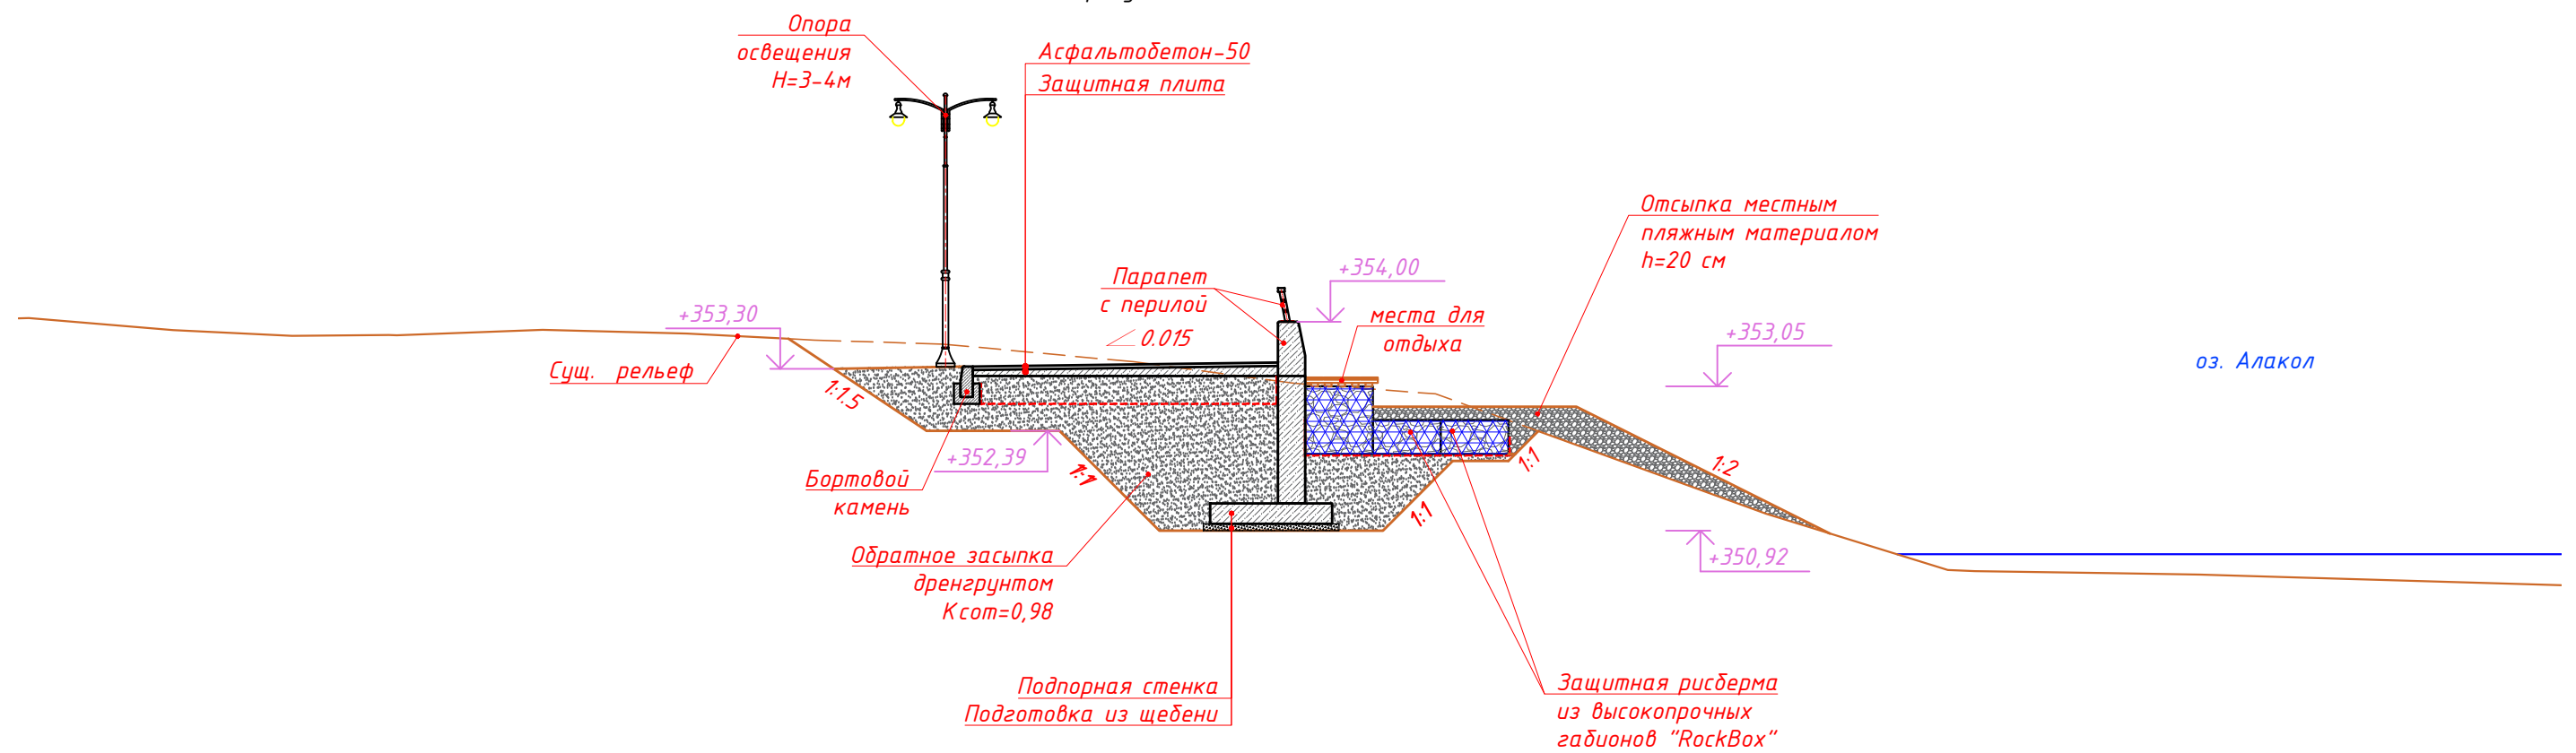 Опора
освещения
Н=3-4м
Асфальтобетон-50
Защитная плита
Отсыпка местным
пляжным материалом
h=20 см
Парапет
с перилой
+354,00
+353,30
0.015
места для
отдыха
+353,05
оз. Алакол
Сущ. рельеф
1:1.5
+352,39
1:1
1:1
1:2
1:1
Бортовой
камень
Обратное засыпка
дренгрунтом
Ксот=0,98
+350,92
Подпорная стенка
Подготовка из щебени
Защитная рисберма
из высокопрочных
габионов "RockBox"